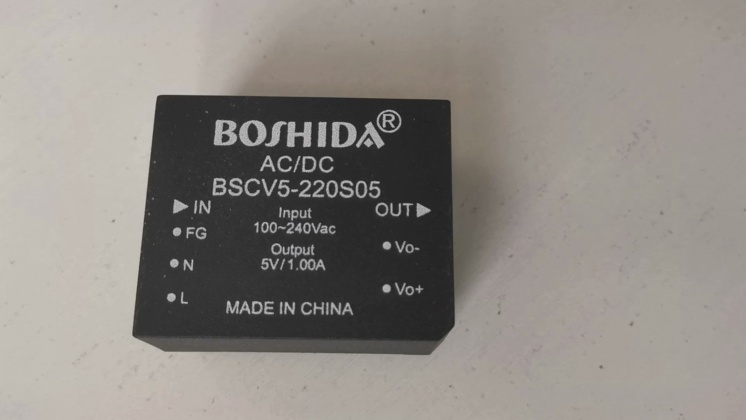 BOSHIDA®
AC/DC
BSCV5-220S05
▶IN
Input
OUT▶
100~240Vac
• FG
Output
• Vo-
5V/1.00A
• N
• Vo+
• L
MADE IN CHINA